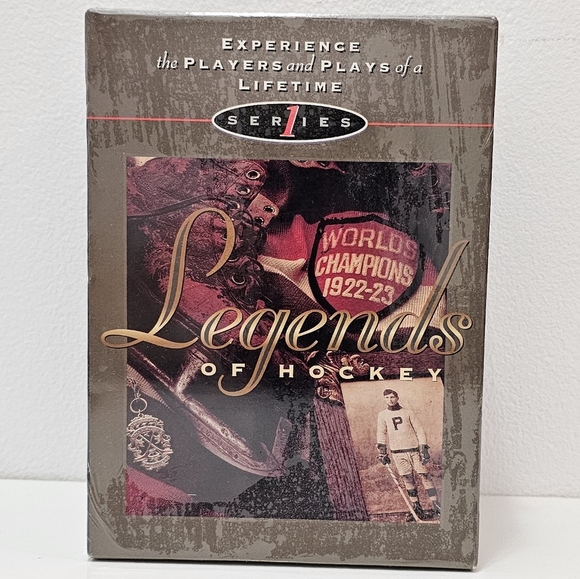 EXPERIENCE
the PLAYERS and PLAYS of a
LIFETIME
SERIES 1
WORLDS
CHAMPIONS
1922-23
Legends
OF HOCKEY
P